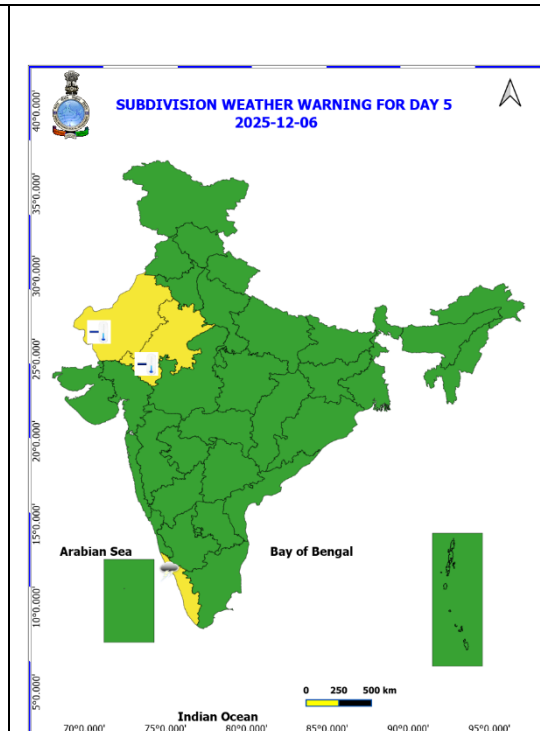 SUBDIVISION WEATHER WARNING FOR DAY 5
2025-12-06
40°0.000'
35°0.000'
30°0.000'
25°0.000'
20°0.000'
15°0.000'
10°0.000'
5°0.000'
Arabian Sea
Bay of Bengal
0 250 500 km
Indian Ocean
70°0.000' 75°0.000' 80°0.000' 85°0.000' 90°0.000' 95°0.000'